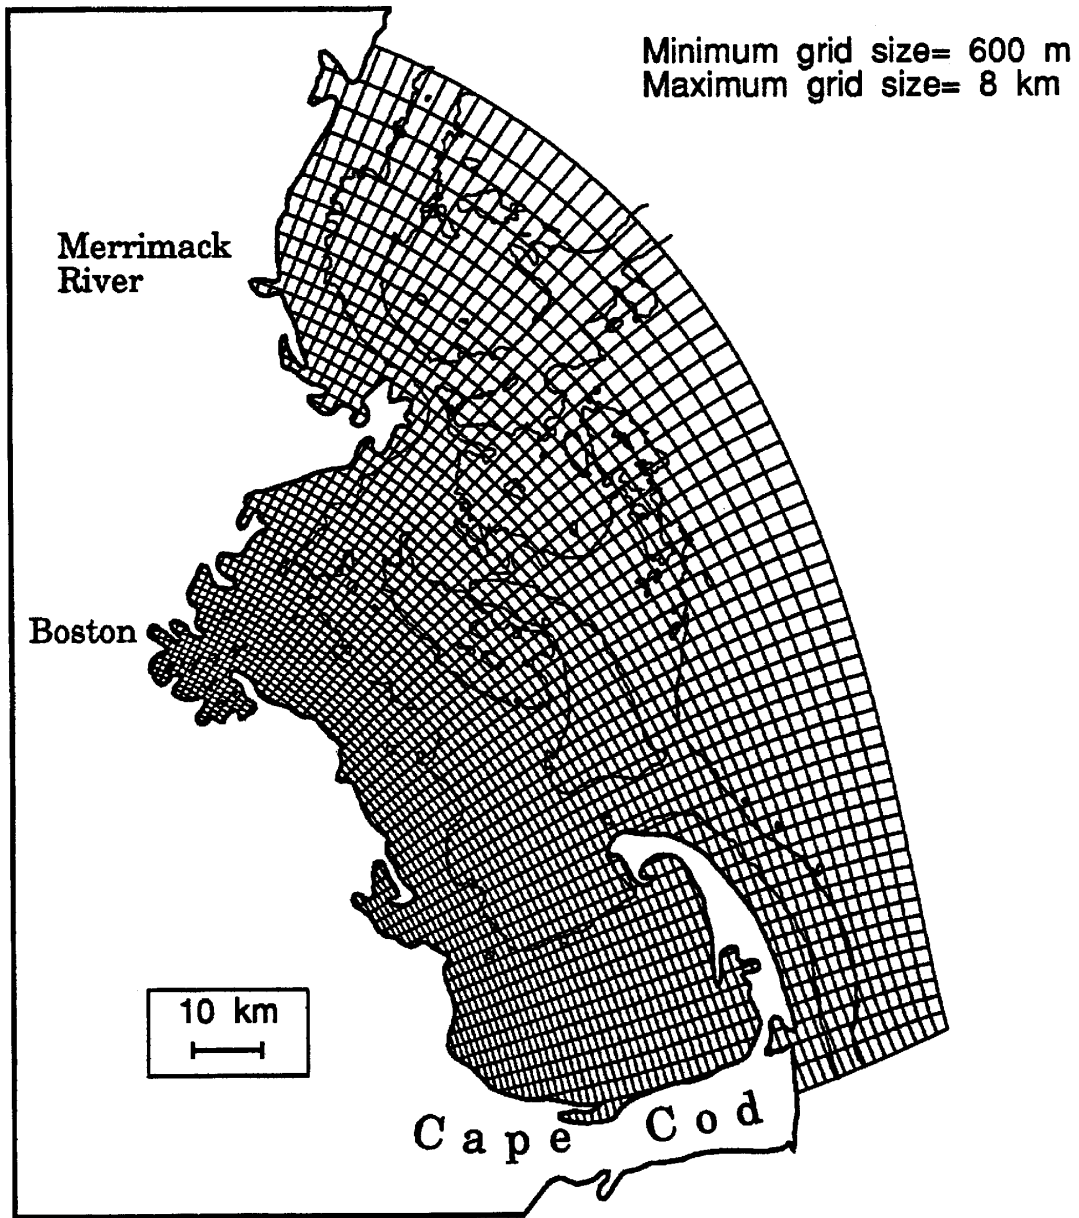 Minimum grid size= 600 m
Maximum grid size= 8 km
Merrimack
River
Boston
10 km
Cape Cod